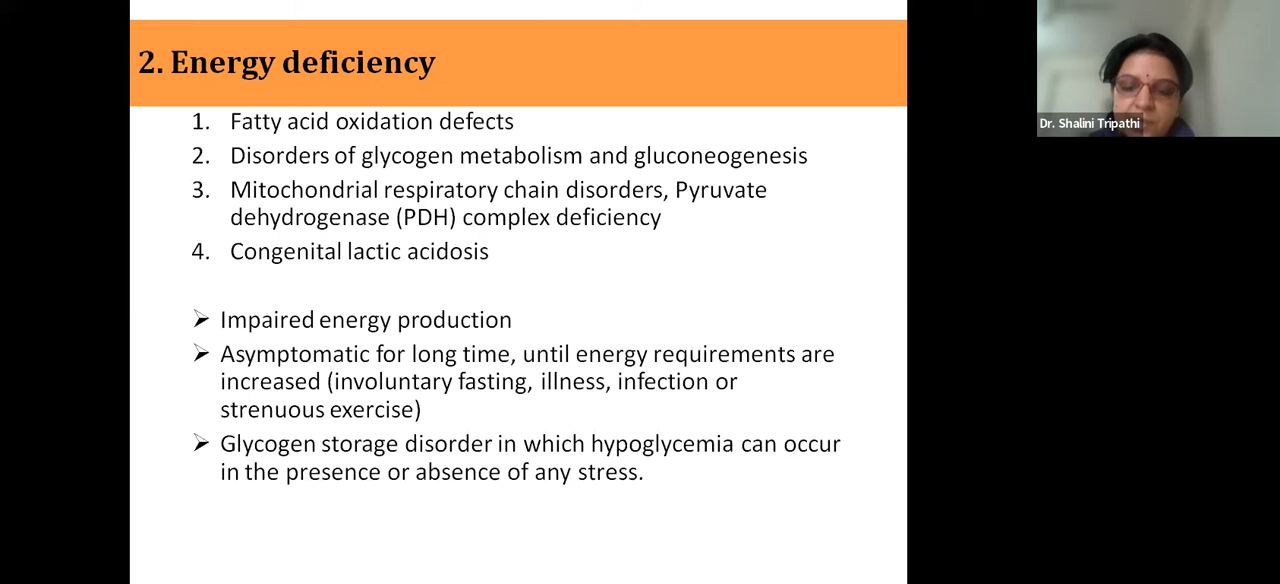 2. Energy deficiency
1. Fatty acid oxidation defects
2. Disorders of glycogen metabolism and gluconeogenesis
3. Mitochondrial respiratory chain disorders, Pyruvate
dehydrogenase (PDH) complex deficiency
4. Congenital lactic acidosis
➢ Impaired energy production
➢ Asymptomatic for long time, until energy requirements are
increased (involuntary fasting, illness, infection or
strenuous exercise)
➢ Glycogen storage disorder in which hypoglycemia can occur
in the presence or absence of any stress.
Dr. Shalini Tripathi